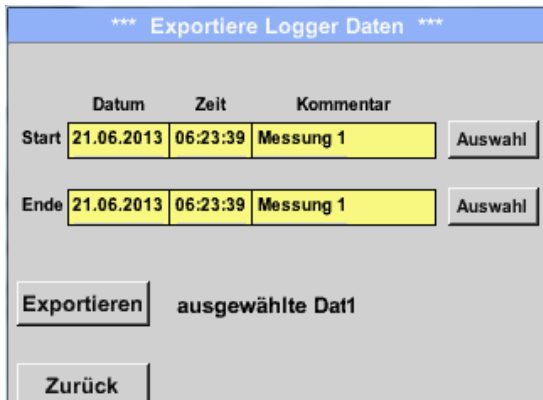 *** Exportiere Logger Daten ***
Datum Zeit Kommentar
Start 21.06.2013 06:23:39 Messung 1 Auswahl
Ende 21.06.2013 06:23:39 Messung 1 Auswahl
Exportieren ausgewählte Dat1
Zurück